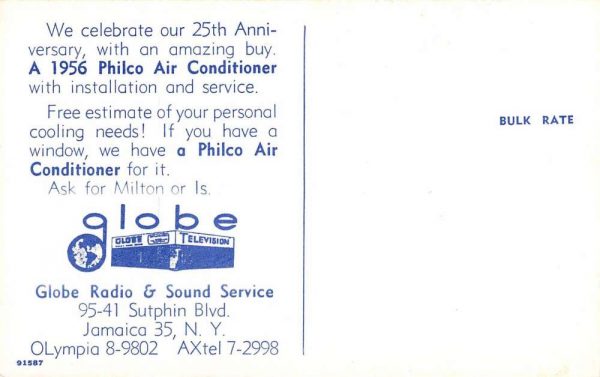 We celebrate our 25th Anni-
versary, with an amazing buy.
A 1956 Philco Air Conditioner
with installation and service.
Free estimate of your personal
cooling needs! If you have a
window, we have a Philco Air
Conditioner for it.
Ask for Milton or Is.
globe
GLOBE TELEVISION
Globe Radio & Sound Service
95-41 Sutphin Blvd.
Jamaica 35, N. Y.
OLympia 8-9802 AXtel 7-2998
91587
BULK RATE